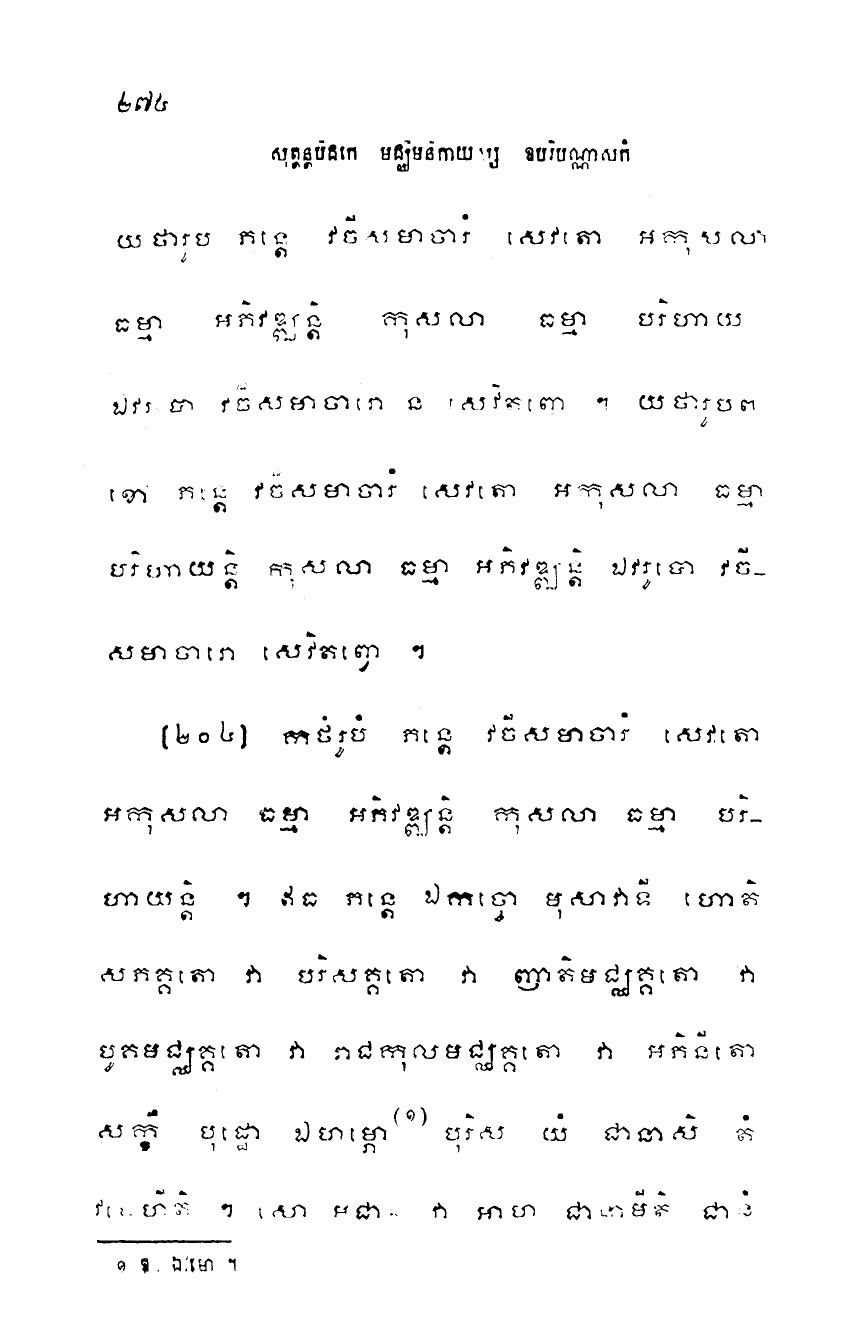 ២៧៤
សុត្តន្តបិដកេ មជ្ឈិមនិកាយស្ស ឧបរិបណ្ណាសកំ
យថារូបំ ភន្តេ វចីសមាចារំ សេវតោ អកុសលា
ធម្មា អភិវឌ្ឍន្តិ កុសលា ធម្មា បរិហាយ
ឯវរូបោ វចីសមាចារោ ន សេវិតព្វោ ។ យថារូបញ្ច
ខោ ភន្តេ វចីសមាចារំ សេវតោ អកុសលា ធម្មា
បរិហាយន្តិ កុសលា ធម្មា អភិវឌ្ឍន្តិ ឯវរូបោ វចី-
សមាចារោ សេវិតព្វោ ។
[២០៤] កថំរូបំ ភន្តេ វចីសមាចារំ សេវតោ
អកុសលា ធម្មា អភិវឌ្ឍន្តិ កុសលា ធម្មា បរិ-
ហាយន្តិ ។ ឥធ ភន្តេ ឯកច្ចោ មុសាវាទី ហោតិ
សភគ្គតោ វា បរិសគ្គតោ វា ញាតិមជ្ឈគ្គតោ វា
បូគមជ្ឈគ្គតោ វា រាជកុលមជ្ឈគ្គតោ វា អភិនីតោ
សក្ខី បុដ្ឋោ ឯហម្ភោ(១) បុរិស យំ ជានាសិ តំ
វទេហីតិ ។ សោ អជានំ វា អាហ ជានាមីតិ ជានំ
១ ឱ. ឯវំភោ ។